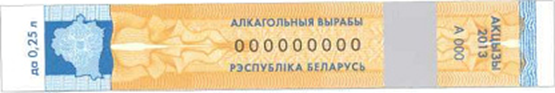 да 0,25 л
АЛКАГОЛЬНЫЯ ВЫРАБЫ
000000000
РЭСПУБЛІКА БЕЛАРУСЬ
АКЦЫЗЫ
2013
А 000